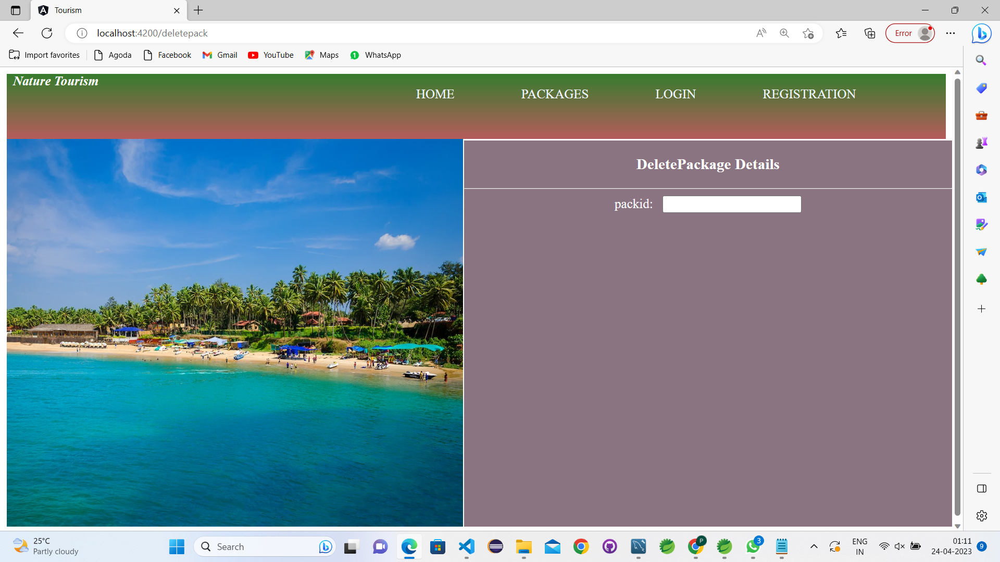 Tourism
localhost:4200/deletepack
Error
Import favorites
Agoda
Facebook
Gmail
YouTube
Maps
1
WhatsApp
Nature Tourism
HOME
PACKAGES
LOGIN
REGISTRATION
DeletePackage Details
packid:
25°C
Partly cloudy
Search
P
3
ENG
IN
01:11
24-04-2023
9